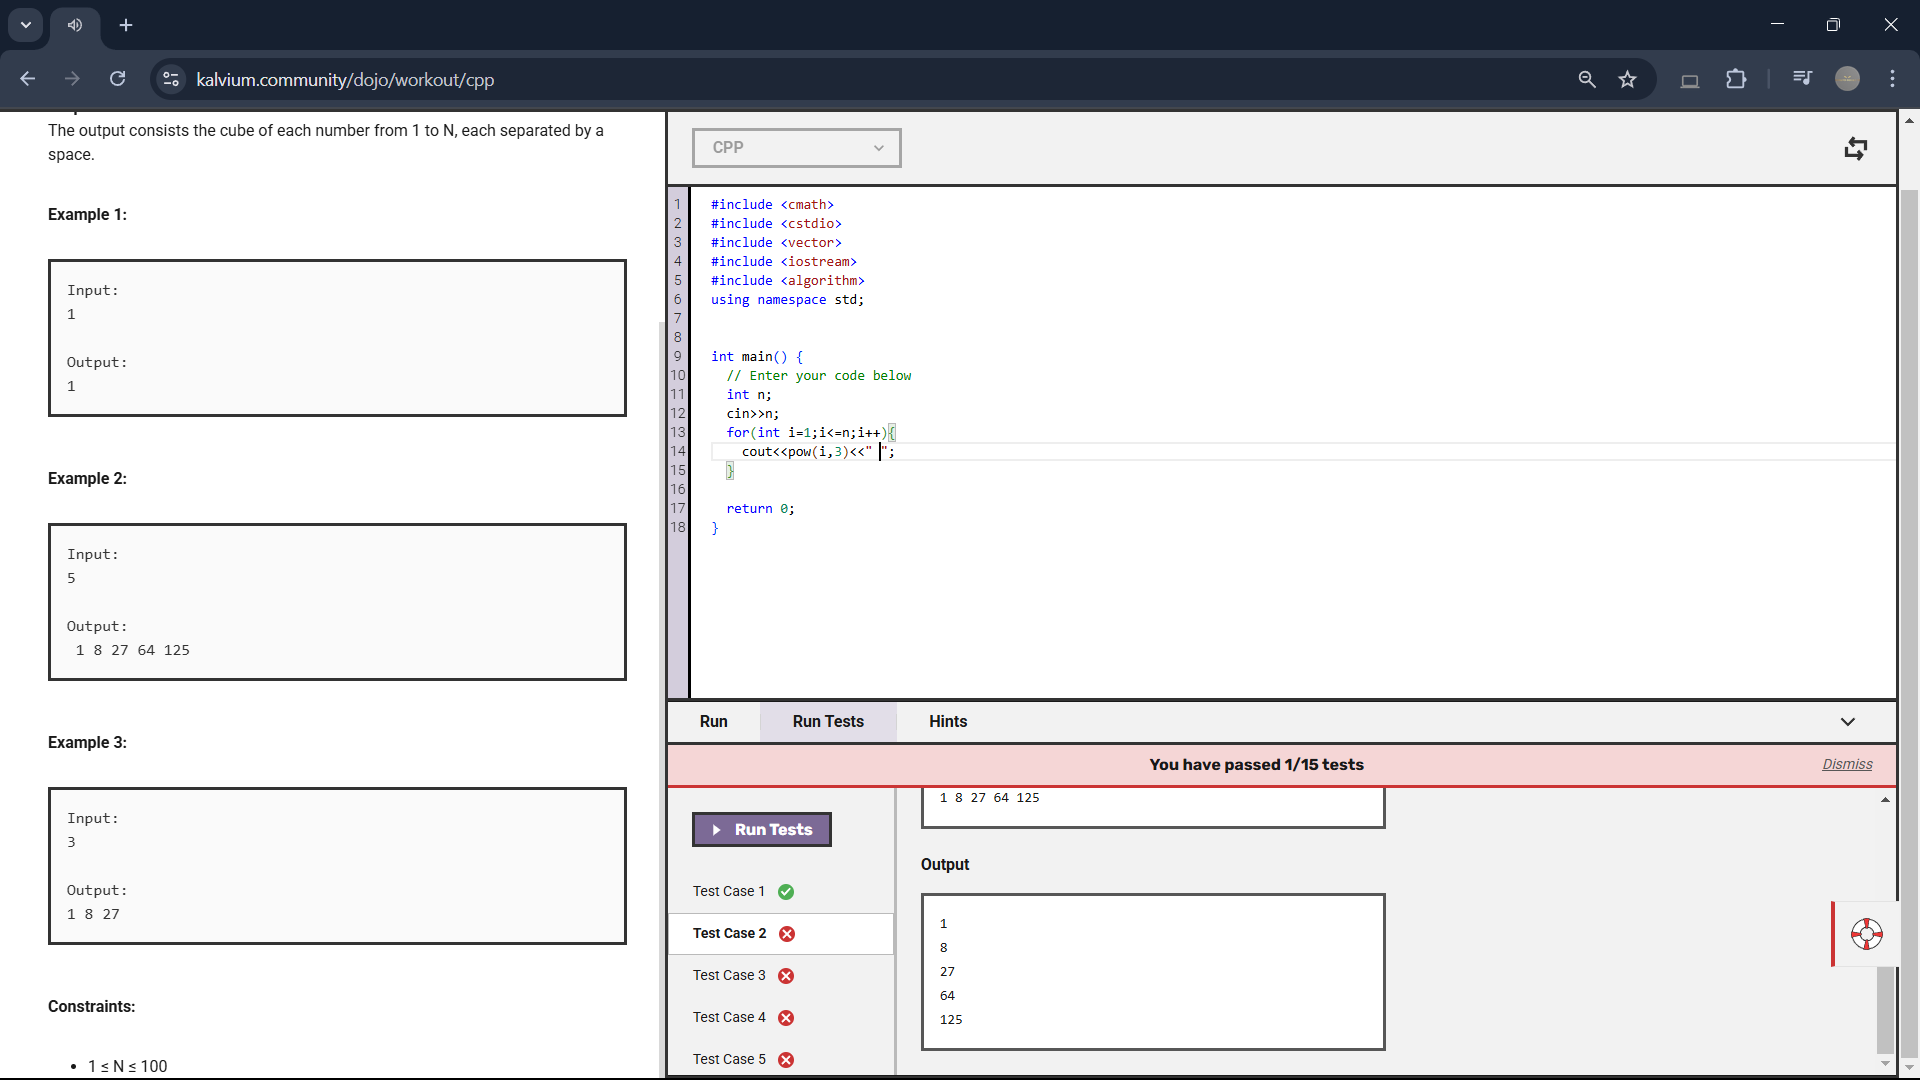 kalvium.community/dojo/workout/cpp
The output consists the cube of each number from 1 to N, each separated by a
space.
Example 1:
Input:
1
Output:
1
Example 2:
Input:
5
Output:
1 8 27 64 125
Example 3:
Input:
3
Output:
1 8 27
Constraints:
• 1 ≤ N ≤ 100
CPP
1 #include <cmath>
2 #include <cstdio>
3 #include <vector>
4 #include <iostream>
5 #include <algorithm>
6 using namespace std;
7
8
9 int main() {
10 // Enter your code below
11 int n;
12 cin>>n;
13 for(int i=1;i<=n;i++){
14 cout<<pow(i,3)<<" ";
15 }
16
17 return 0;
18 }
Run Run Tests Hints
You have passed 1/15 tests Dismiss
Run Tests
Test Case 1
Test Case 2
Test Case 3
Test Case 4
Test Case 5
1 8 27 64 125
Output
1
8
27
64
125